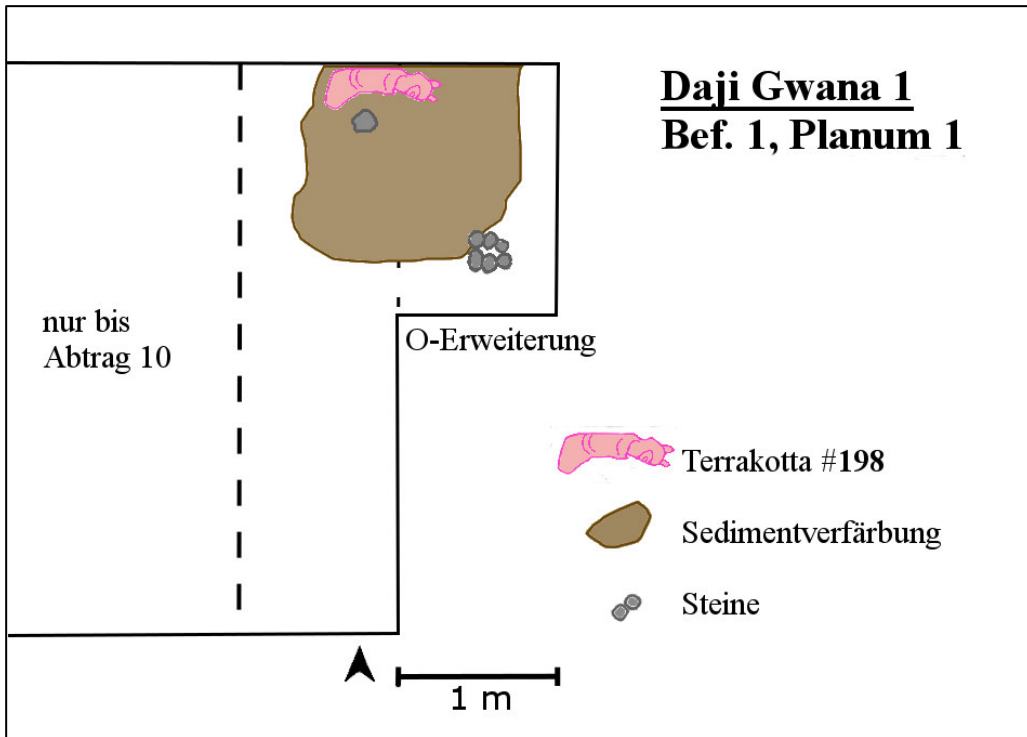 Daji Gwana 1
Bef. 1, Planum 1
nur bis
Abtrag 10
O-Erweiterung
Terrakotta #198
Sedimentverfärbung
Steine
1 m